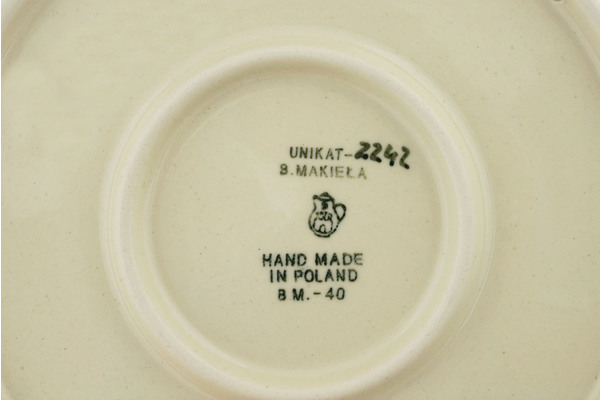 UNIKAT-2242
B.MAKIEŁA
HAND MADE
IN POLAND
B.M.-40